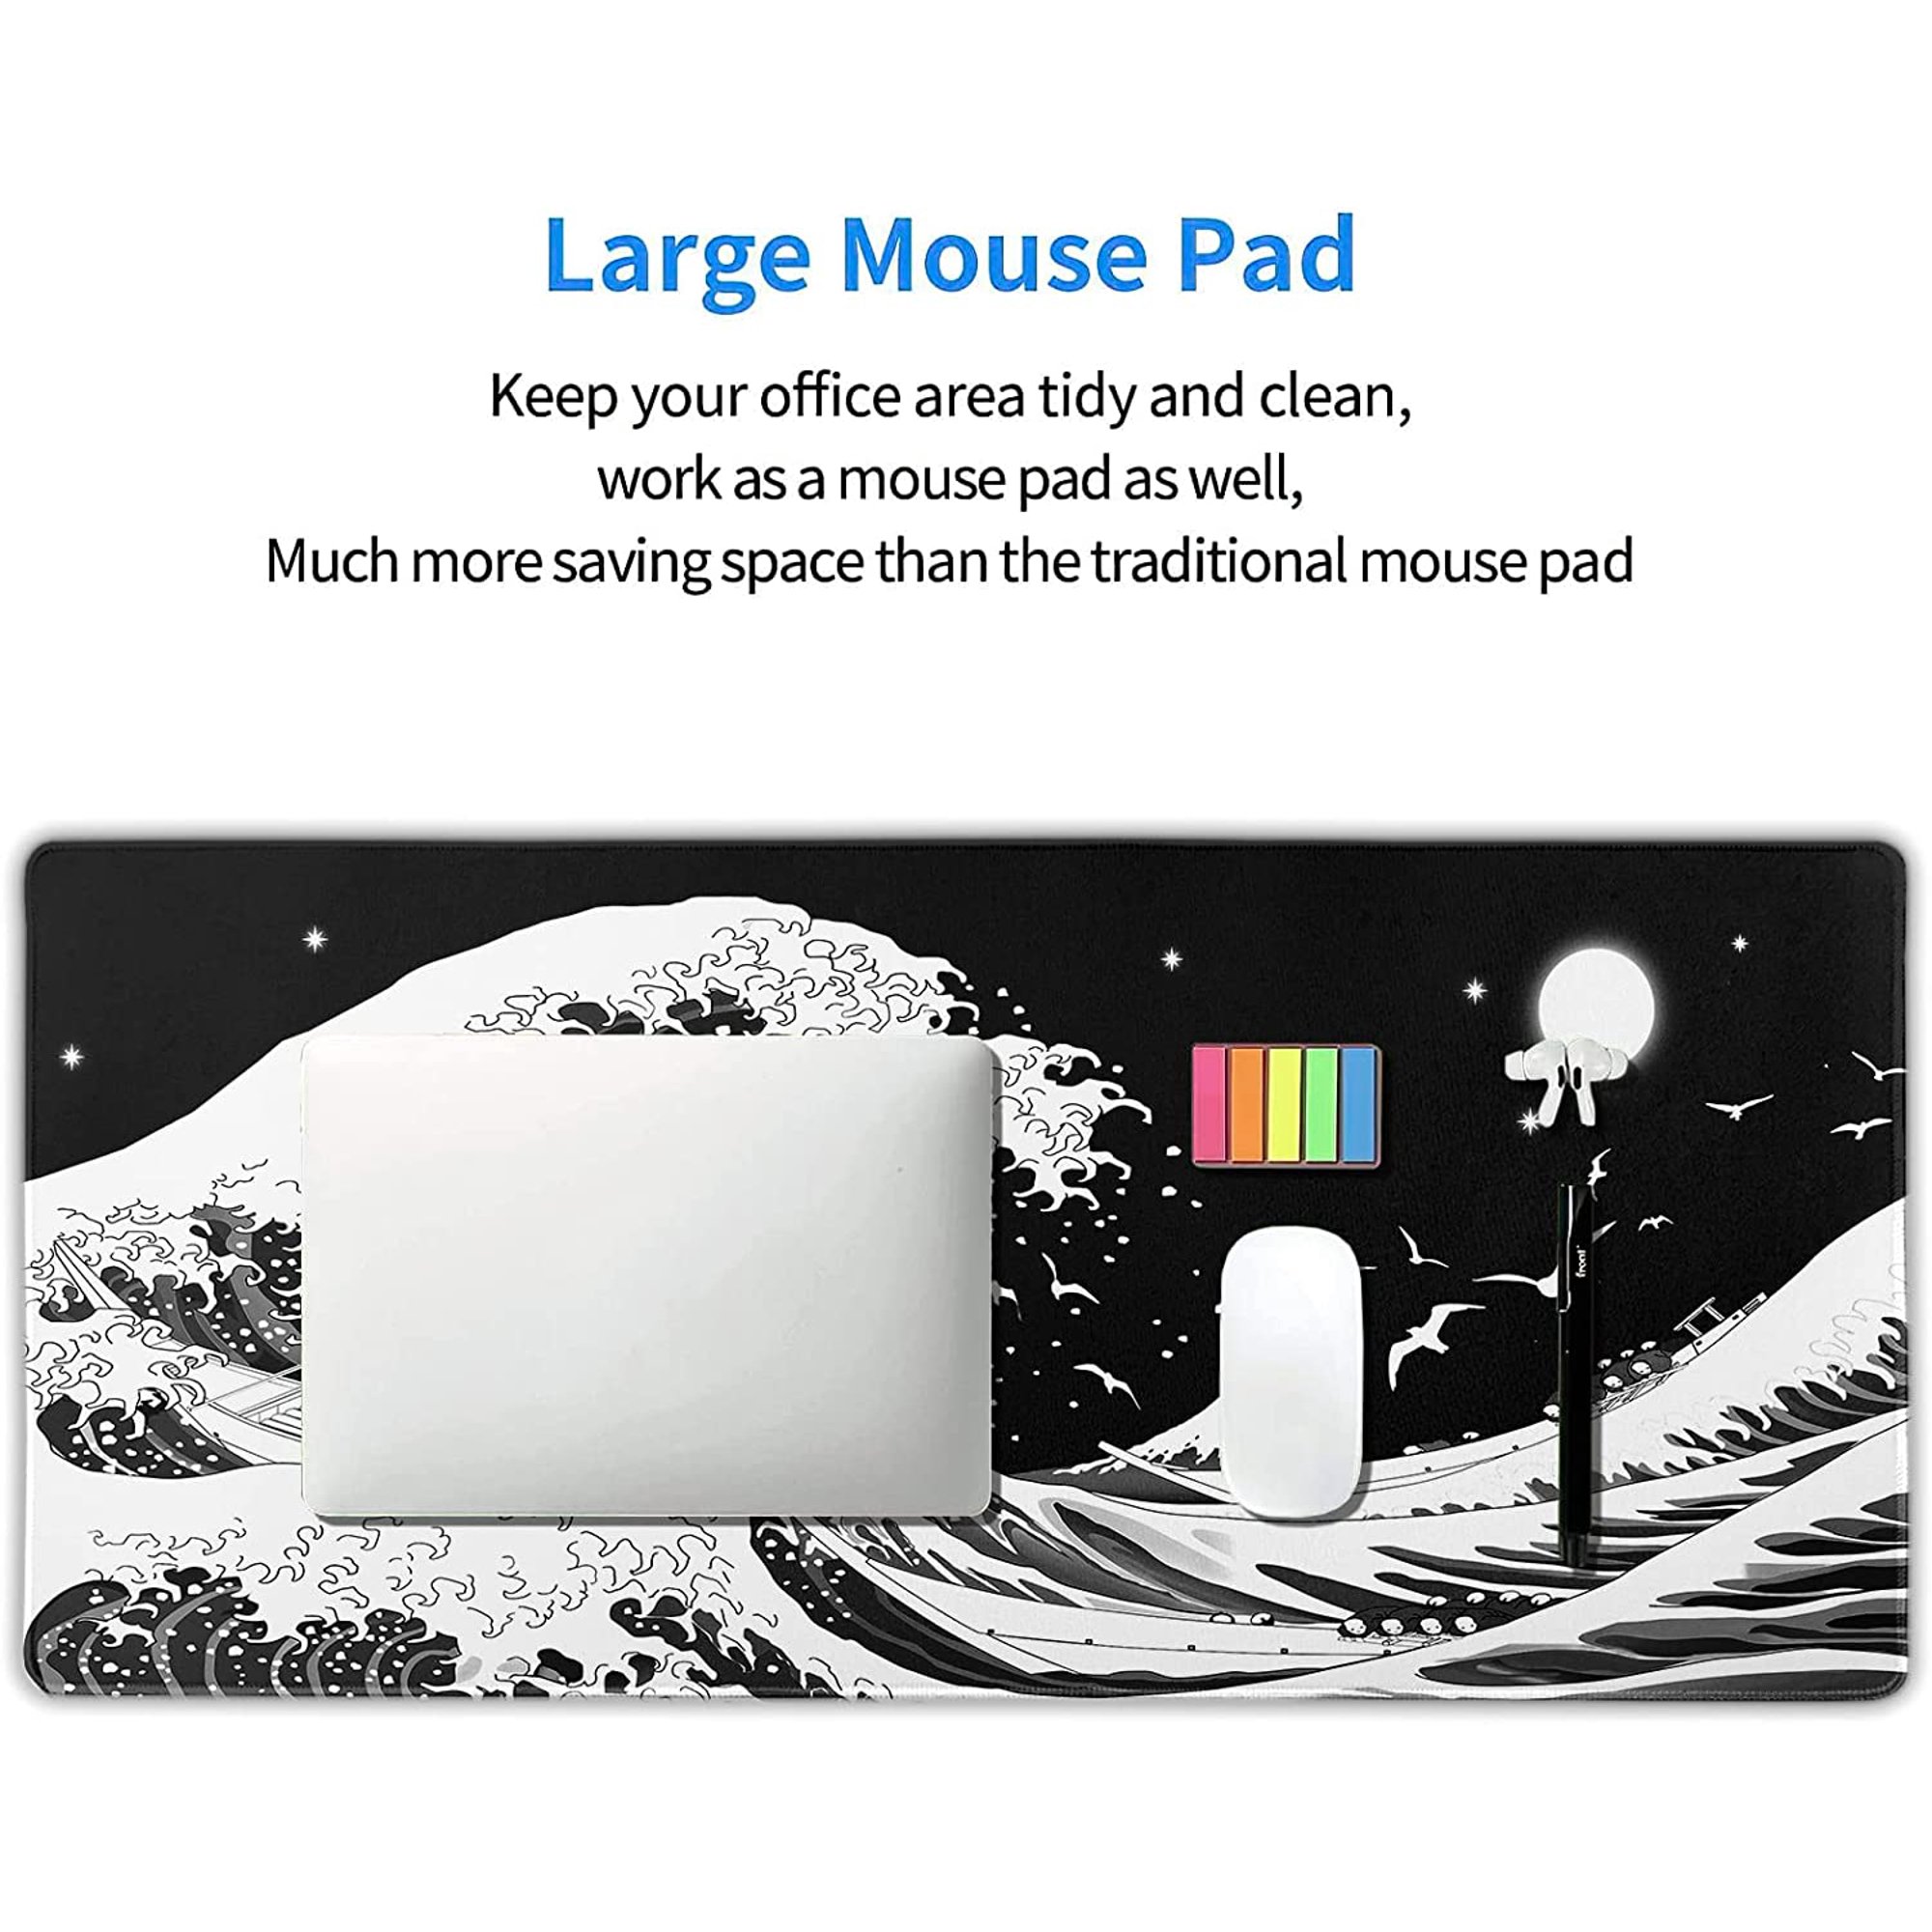 Large Mouse Pad
Keep your office area tidy and clean,
work as a mouse pad as well,
Much more saving space than the traditional mouse pad
front